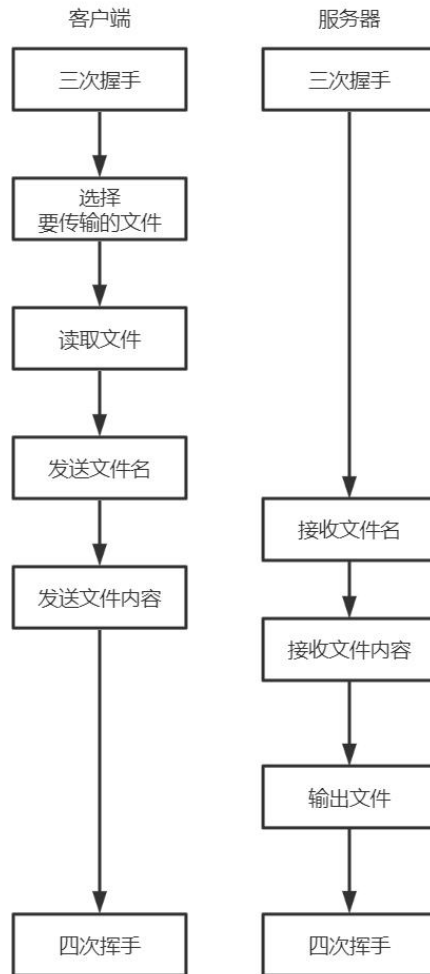 客户端
三次握手
选择
要传输的文件
读取文件
发送文件名
发送文件内容
四次挥手
服务器
三次握手
接收文件名
接收文件内容
输出文件
四次挥手